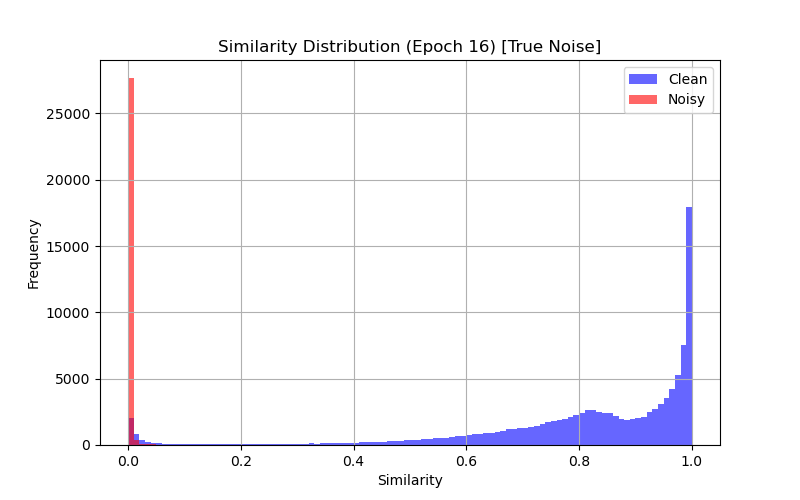 Similarity Distribution (Epoch 16) [True Noise]
Clean
Noisy
Frequency
25000
20000
15000
10000
5000
0
0.0 0.2 0.4 0.6 0.8 1.0
Similarity